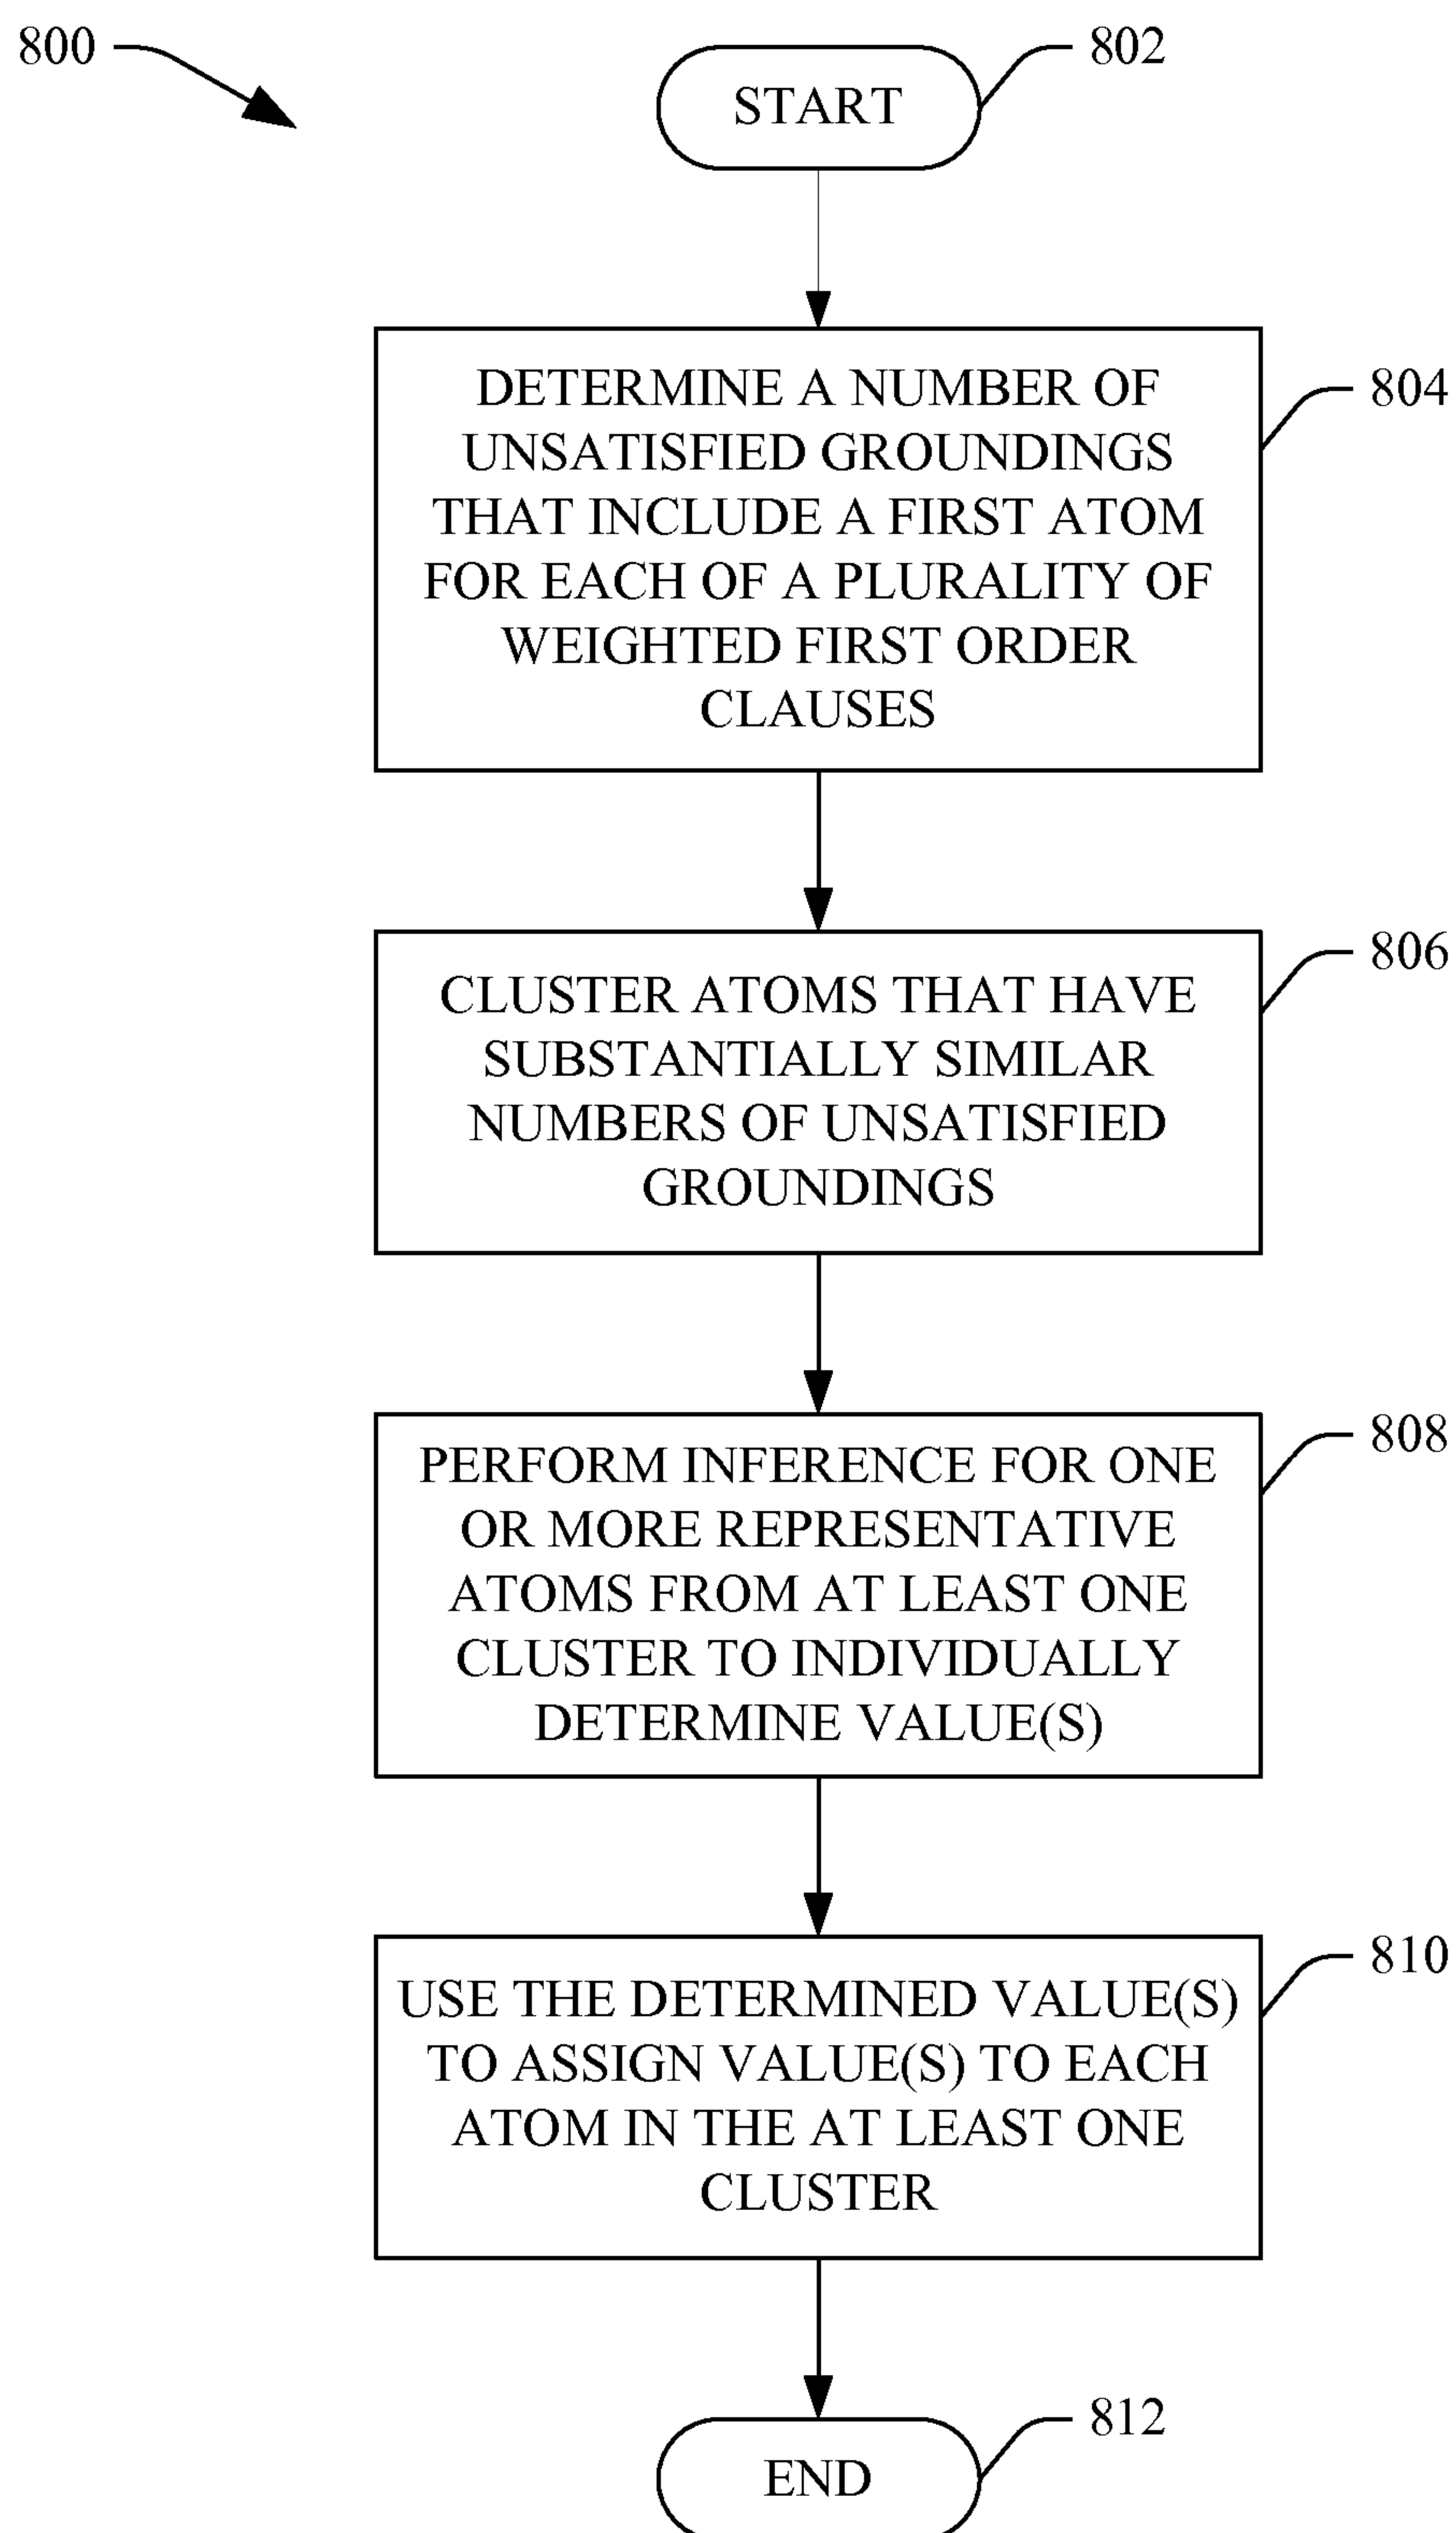 800
802
START
DETERMINE A NUMBER OF
UNSATISFIED GROUNDINGS
THAT INCLUDE A FIRST ATOM
FOR EACH OF A PLURALITY OF
WEIGHTED FIRST ORDER
CLAUSES
804
CLUSTER ATOMS THAT HAVE
SUBSTANTIALLY SIMILAR
NUMBERS OF UNSATISFIED
GROUNDINGS
806
PERFORM INFERENCE FOR ONE
OR MORE REPRESENTATIVE
ATOMS FROM AT LEAST ONE
CLUSTER TO INDIVIDUALLY
DETERMINE VALUE(S)
808
USE THE DETERMINED VALUE(S)
TO ASSIGN VALUE(S) TO EACH
ATOM IN THE AT LEAST ONE
CLUSTER
810
812
END